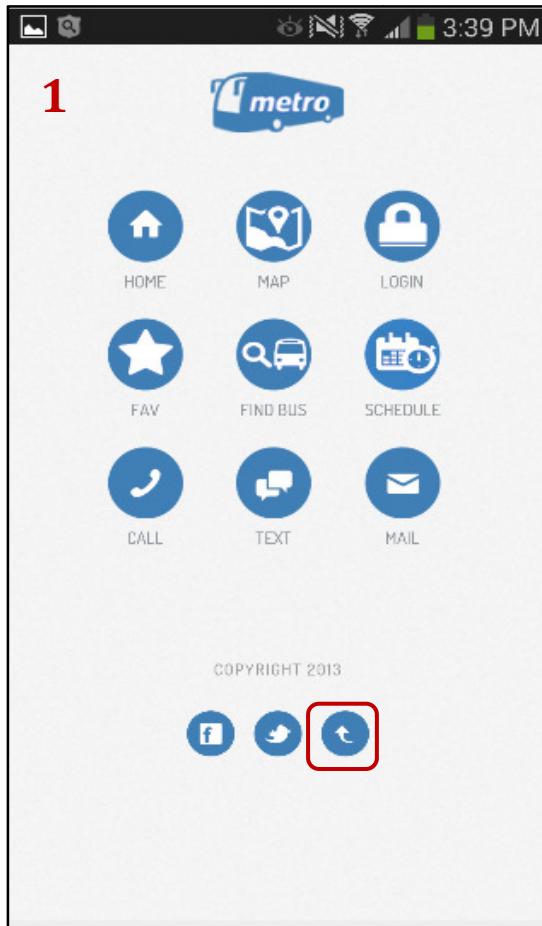 3:39 PM
1
metro
HOME MAP LOGIN
FAV FIND BUS SCHEDULE
CALL TEXT MAIL
COPYRIGHT 2013
f